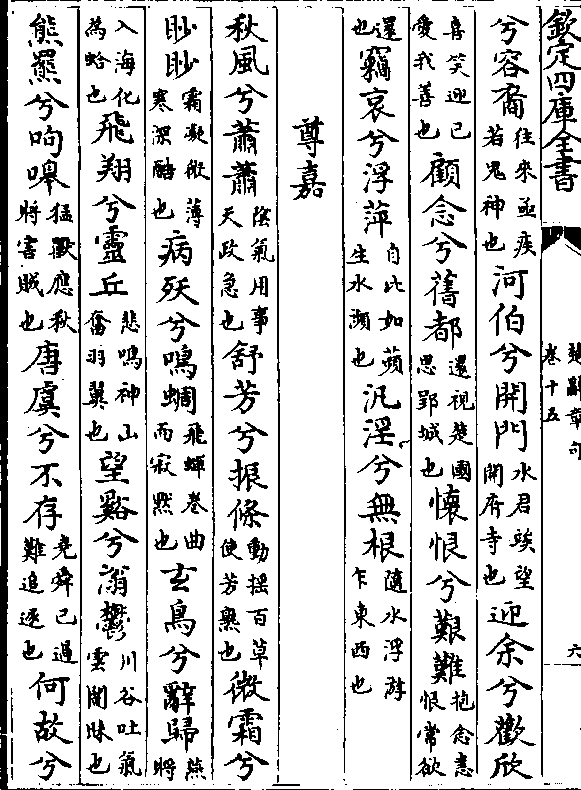 欽定四庫全書
楚辭章句
卷十五
六
兮容裔往來亟疾若鬼神也河伯兮開門水君竢望開府寺也迎余兮歡欣
喜笑迎已愛我善也顧念兮舊都還視楚國思郢城也懷恨兮艱難抱念恚恨常欲
還也竊哀兮浮萍自比如蘋生水瀕也汎淫兮無根隨水浮游乍東西也
尊嘉
秋風兮蕭蕭陰氣用事天政急也舒芳兮振條動搖百草使芳熟也微霜兮
眇眇霜凝微薄寒深酷也病殀兮鳴蜩飛蟬卷曲而寂黙也玄鳥兮辭歸燕將
入海化為蛤也飛翔兮靈丘悲鳴神山奮羽翼也望谿兮滃鬱川谷吐氣雲闇昧也
熊羆兮呴嗥猛獸應秋將害賊也唐虞兮不存堯舜已過難追逐也何故兮